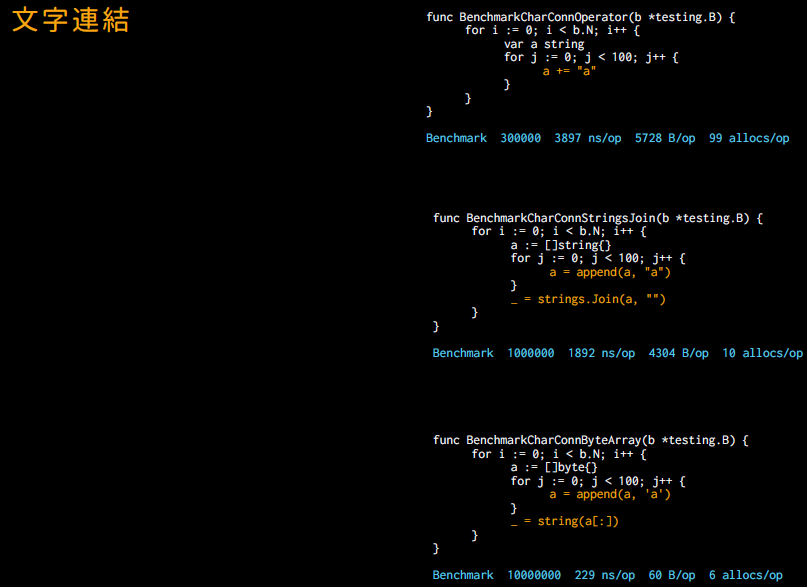 文字連結
func BenchmarkCharConnOperator(b *testing.B) {
for i := 0; i < b.N; i++ {
var a string
for j := 0; j < 100; j++ {
a += "a"
}
}
}
Benchmark 300000 3897 ns/op 5728 B/op 99 allocs/op
func BenchmarkCharConnStringsJoin(b *testing.B) {
for i := 0; i < b.N; i++ {
a := []string{}
for j := 0; j < 100; j++ {
a = append(a, "a")
}
_ = strings.Join(a, "")
}
}
Benchmark 1000000 1892 ns/op 4304 B/op 10 allocs/op
func BenchmarkCharConnByteArray(b *testing.B) {
for i := 0; i < b.N; i++ {
a := []byte{}
for j := 0; j < 100; j++ {
a = append(a, 'a')
}
_ = string(a[:])
}
}
Benchmark 10000000 229 ns/op 60 B/op 6 allocs/op